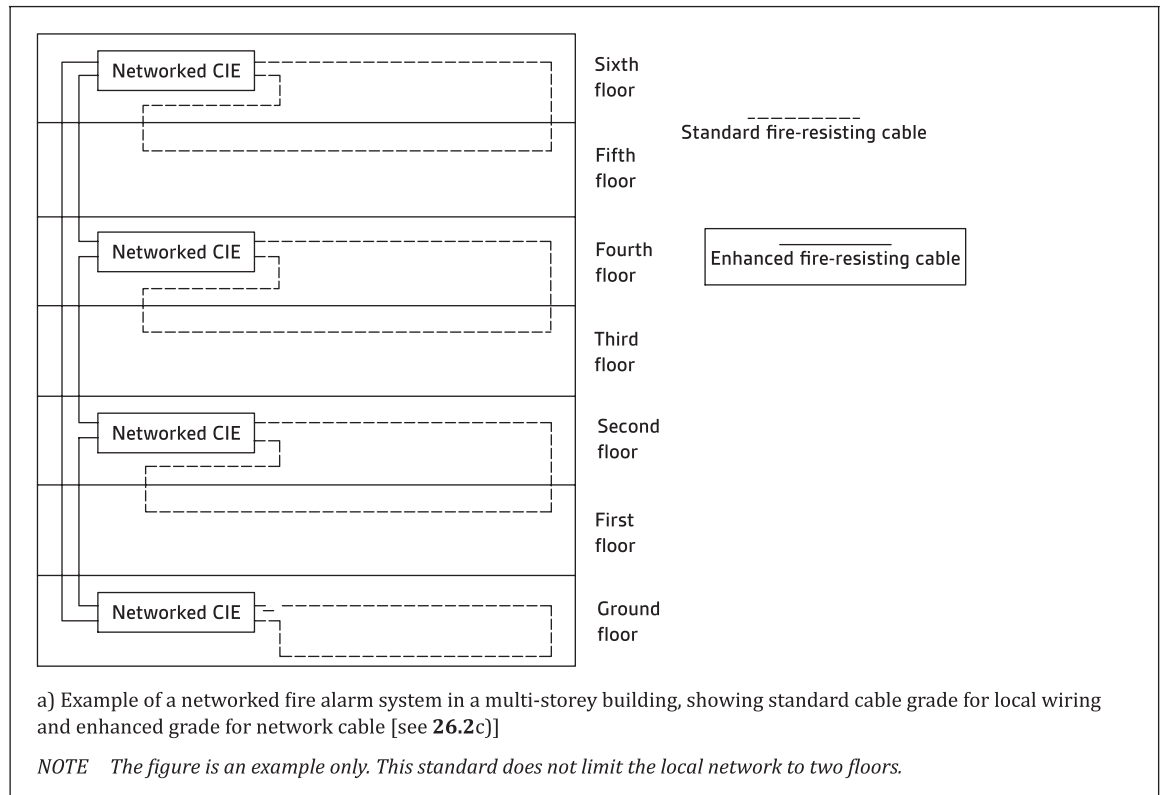 Networked CIE
Sixth
floor
Standard fire-resisting cable
Fifth
floor
Networked CIE
Fourth
floor
Enhanced fire-resisting cable
Third
floor
Networked CIE
Second
floor
First
floor
Networked CIE
Ground
floor
a) Example of a networked fire alarm system in a multi-storey building, showing standard cable grade for local wiring
and enhanced grade for network cable [see 26.2c)]
NOTE The figure is an example only. This standard does not limit the local network to two floors.